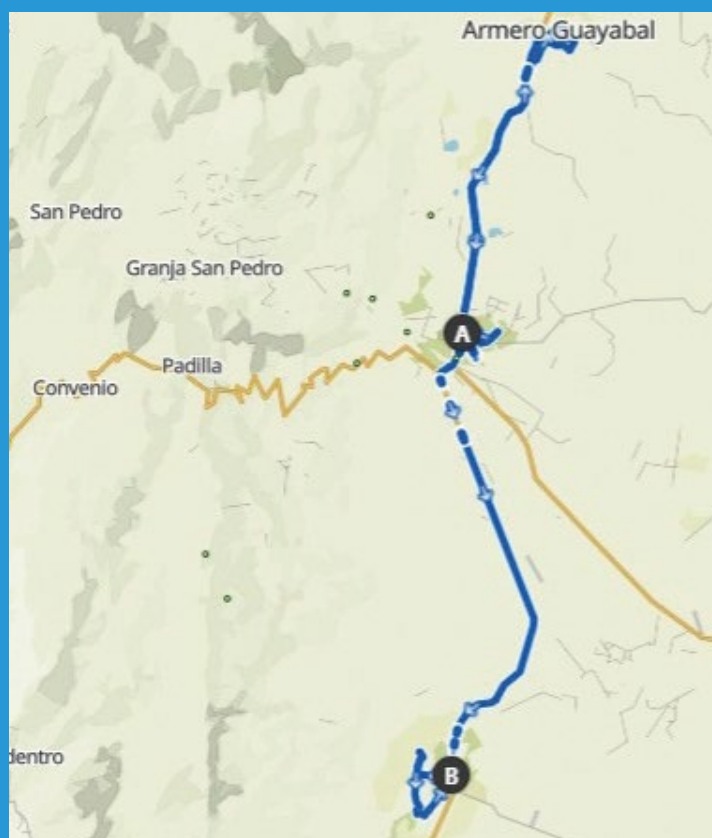 Armero Guayabal
San Pedro
Granja San Pedro
A
Padilla
Convenio
dentro
B